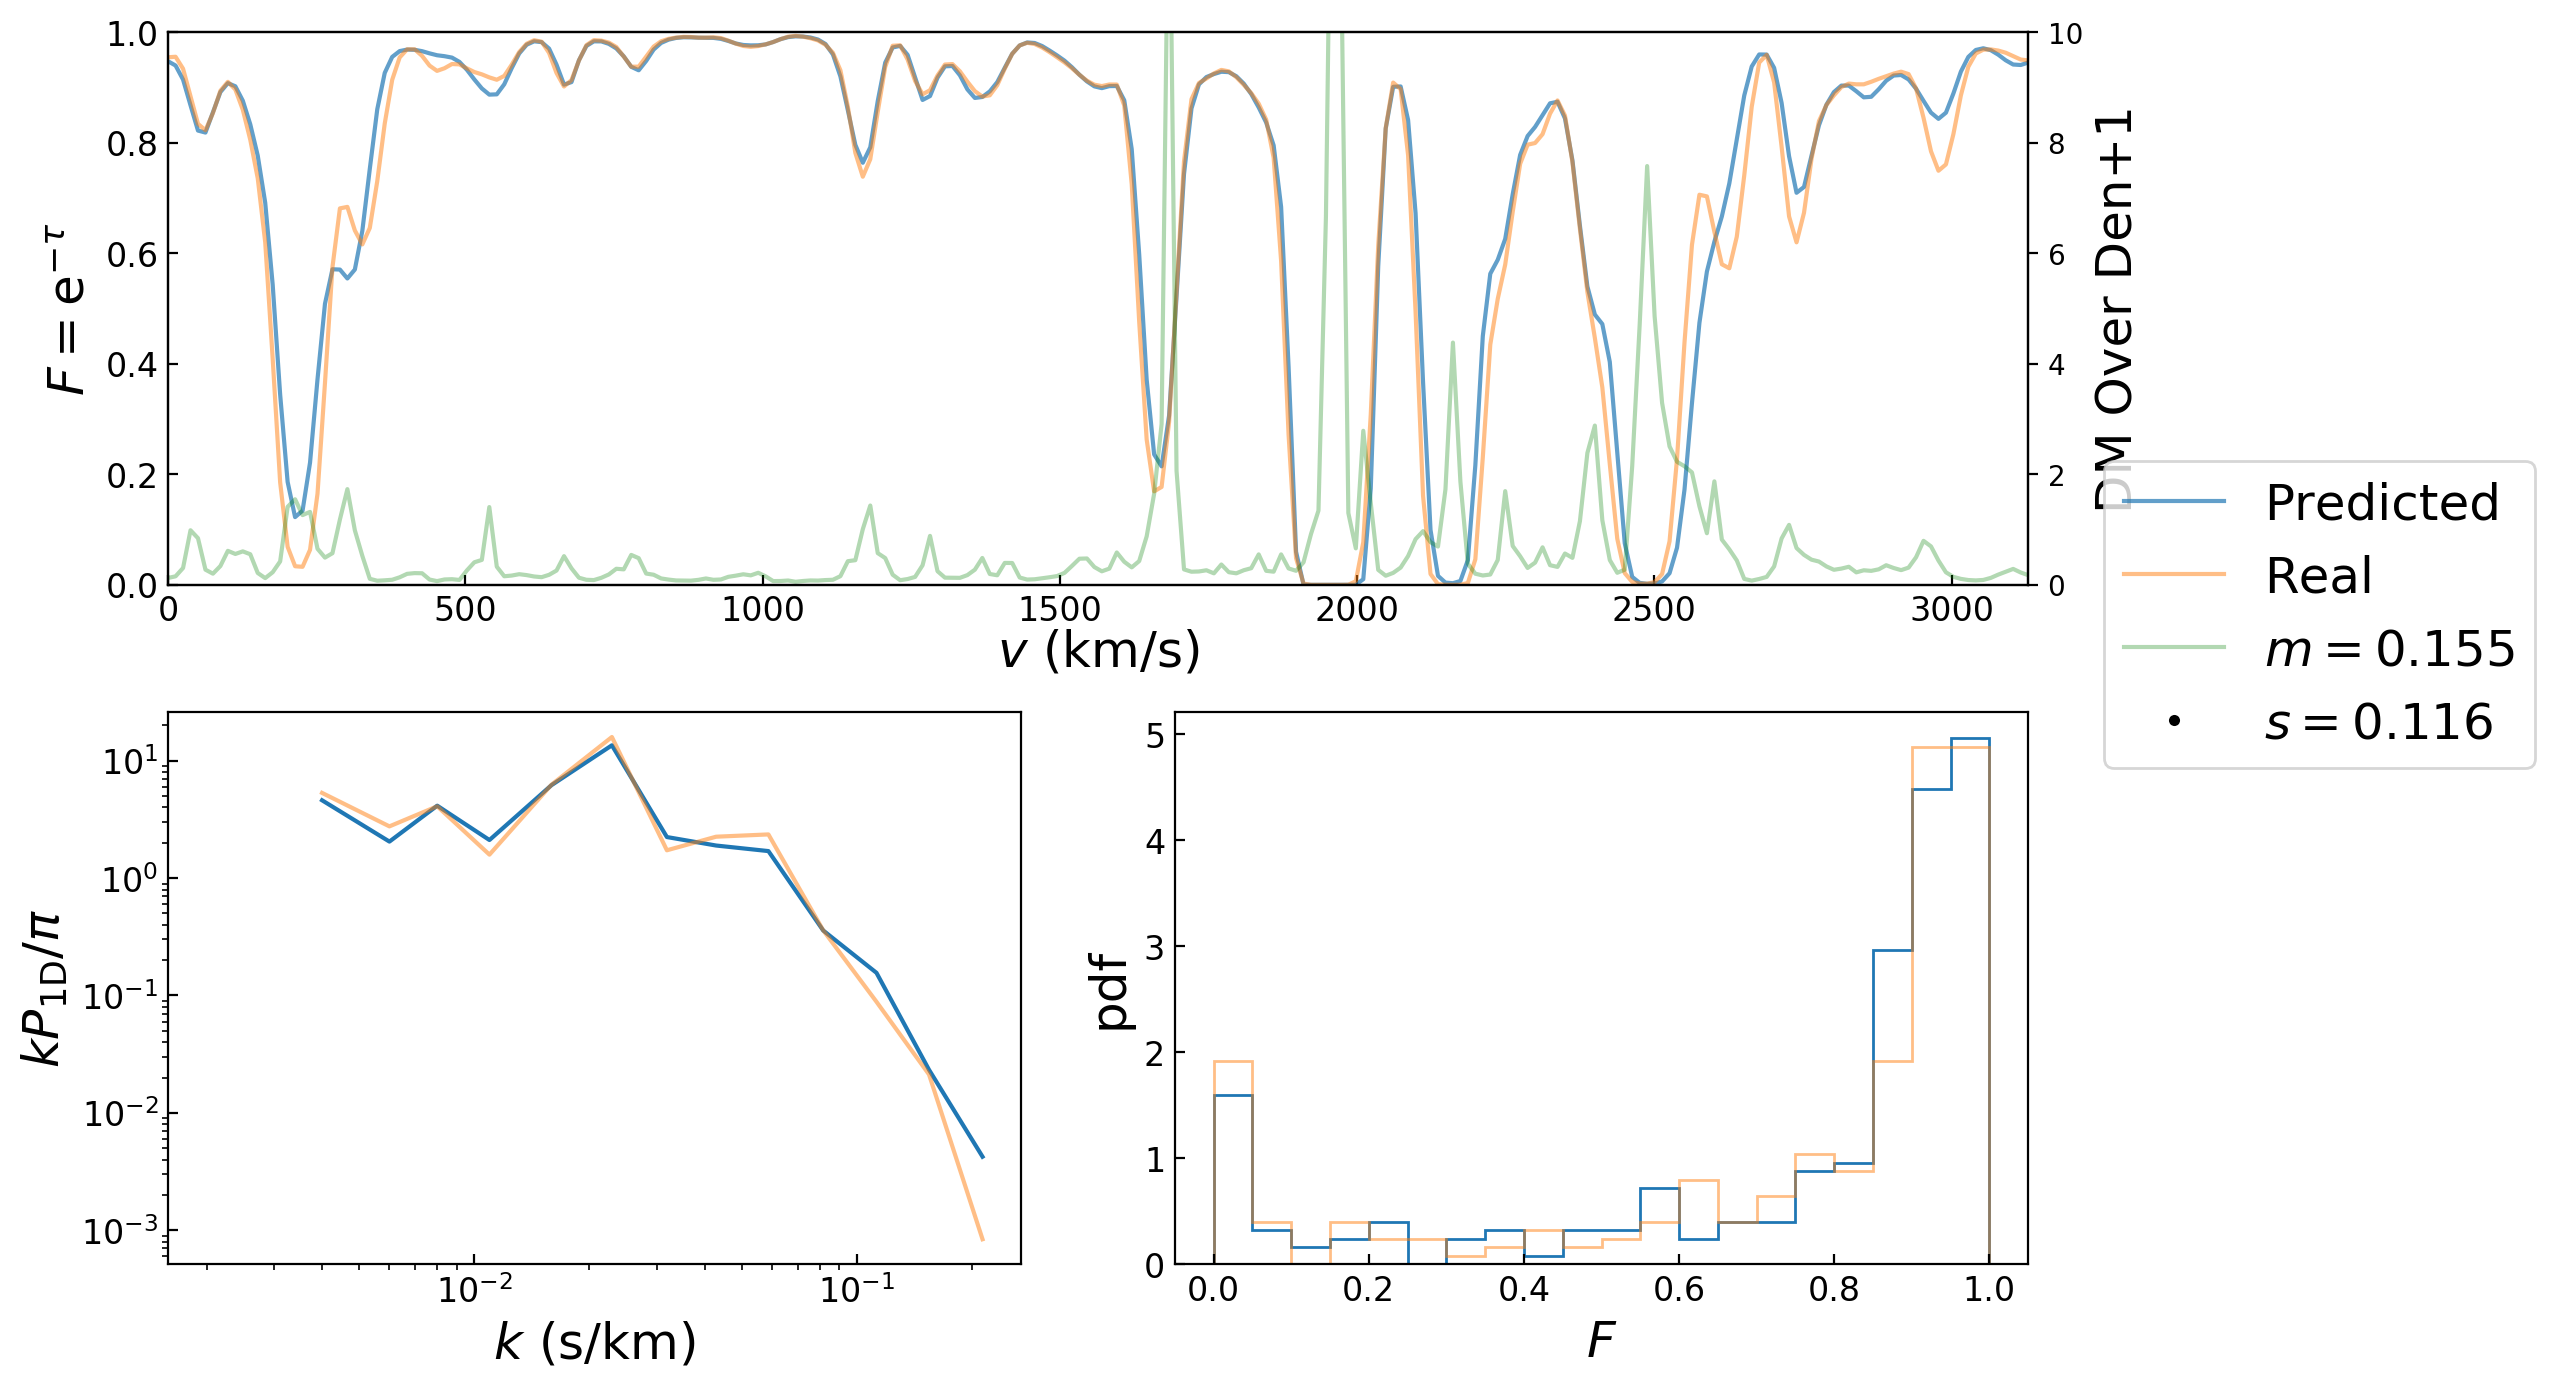 1.0
0.8
0.6
0.4
0.2
0.0
F = e^{−τ}
10
8
6
4
2
0
DM Over Den+1
0 500 1000 1500 2000 2500 3000
v (km/s)
Predicted
Real
m = 0.155
s = 0.116
10^1
10^0
10^{−1}
10^{−2}
10^{−3}
kP_{1D}/π
10^{−2} 10^{−1}
k (s/km)
5
4
3
2
1
0
pdf
0.0 0.2 0.4 0.6 0.8 1.0
F